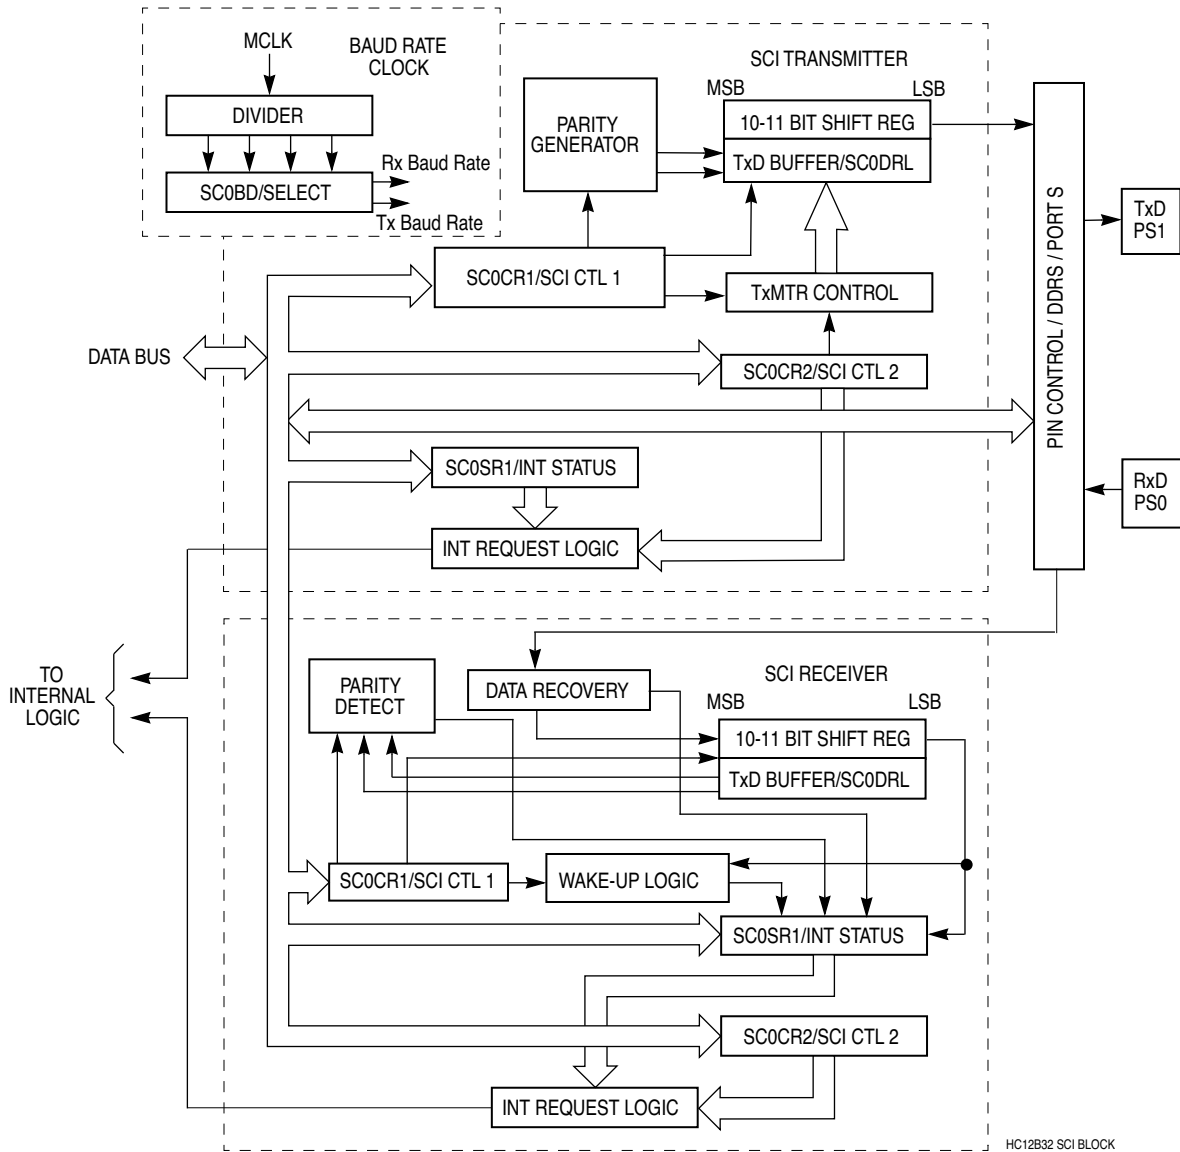 MCLK
BAUD RATE
CLOCK
DIVIDER
SC0BD/SELECT
Rx Baud Rate
Tx Baud Rate
SCI TRANSMITTER
MSB
LSB
PARITY
GENERATOR
10-11 BIT SHIFT REG
TxD BUFFER/SC0DRL
SC0CR1/SCI CTL 1
TxMTR CONTROL
DATA BUS
SC0CR2/SCI CTL 2
SC0SR1/INT STATUS
INT REQUEST LOGIC
PIN CONTROL / DDRS / PORT S
TxD
PS1
RxD
PS0
TO
INTERNAL
LOGIC
SCI RECEIVER
PARITY
DETECT
DATA RECOVERY
MSB
LSB
10-11 BIT SHIFT REG
TxD BUFFER/SC0DRL
SC0CR1/SCI CTL 1
WAKE-UP LOGIC
SC0SR1/INT STATUS
SC0CR2/SCI CTL 2
INT REQUEST LOGIC
HC12B32 SCI BLOCK